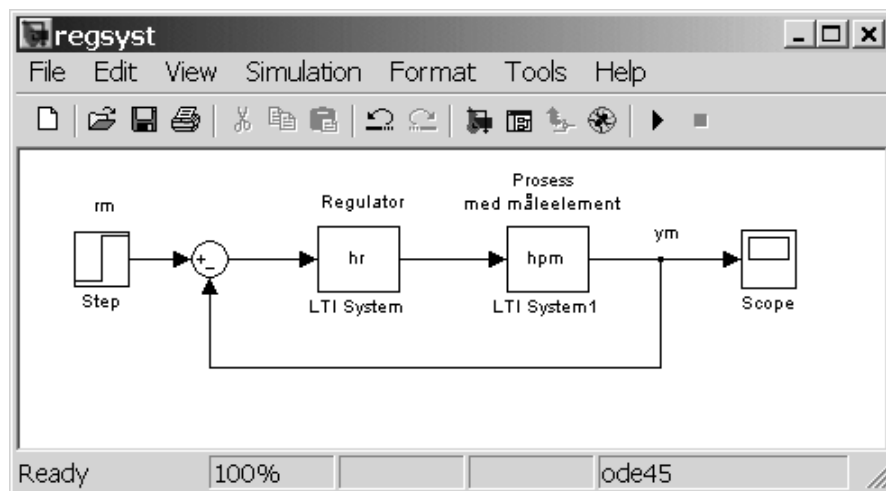 regsyst
File Edit View Simulation Format Tools Help
Prosess
rm Regulator med måleelement
ym
+
-
hr hpm
Step LTI System LTI System1 Scope
Ready 100% ode45